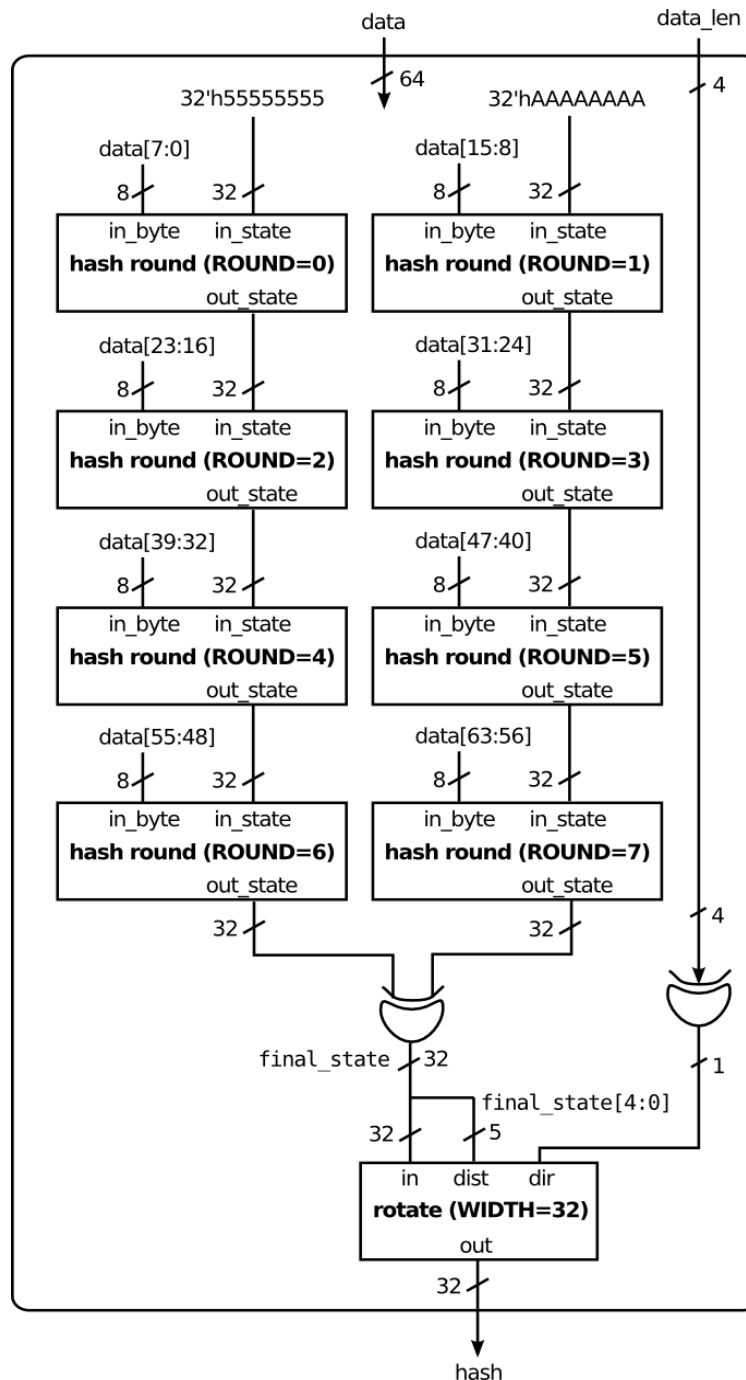 data data_len
64 4
32'h55555555 32'hAAAAAAAA
data[7:0] data[15:8]
8 32 8 32
in_byte in_state in_byte in_state
hash round (ROUND=0) hash round (ROUND=1)
out_state out_state
data[23:16] data[31:24]
8 32 8 32
in_byte in_state in_byte in_state
hash round (ROUND=2) hash round (ROUND=3)
out_state out_state
data[39:32] data[47:40]
8 32 8 32
in_byte in_state in_byte in_state
hash round (ROUND=4) hash round (ROUND=5)
out_state out_state
data[55:48] data[63:56]
8 32 8 32
in_byte in_state in_byte in_state
hash round (ROUND=6) hash round (ROUND=7)
out_state out_state
32 32 4
final_state 32 1
final_state[4:0]
32 5
in dist dir
rotate (WIDTH=32)
out
32
hash